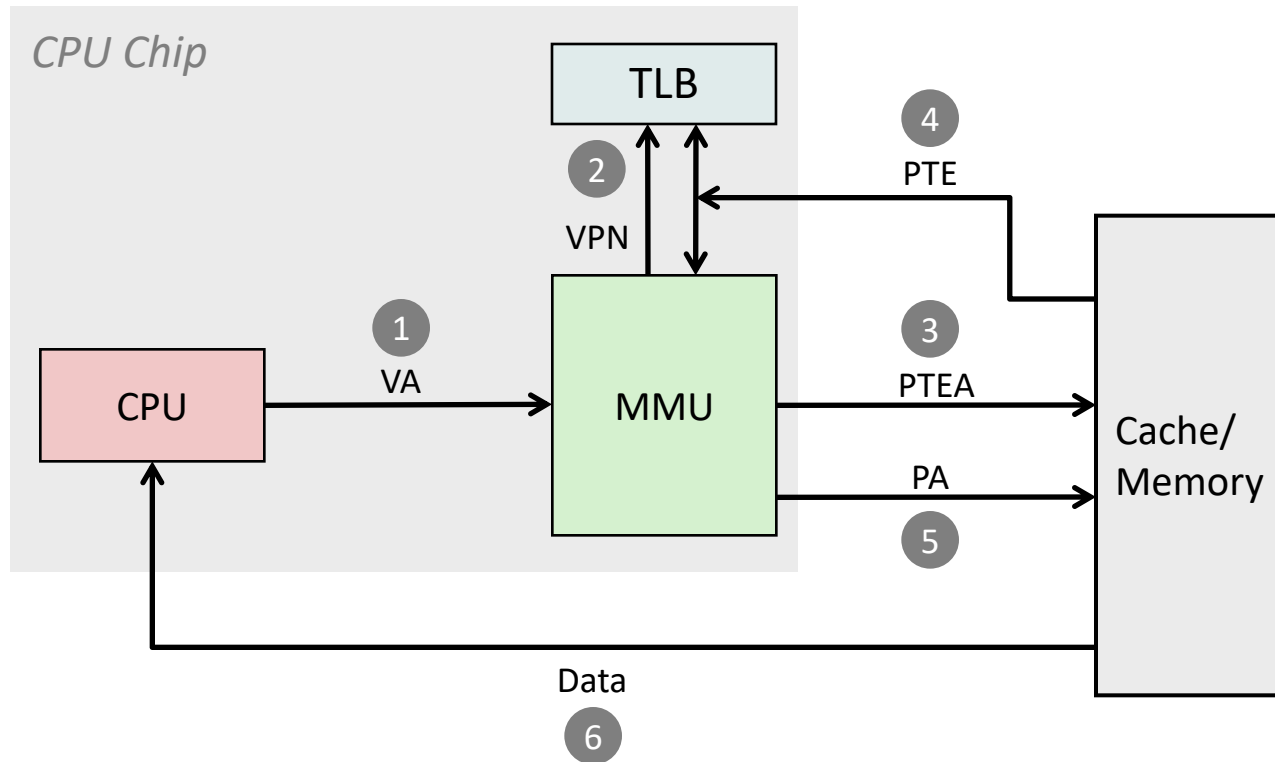 CPU Chip
TLB
4
PTE
2
VPN
1
VA
3
PTEA
CPU
MMU
Cache/
Memory
PA
5
Data
6